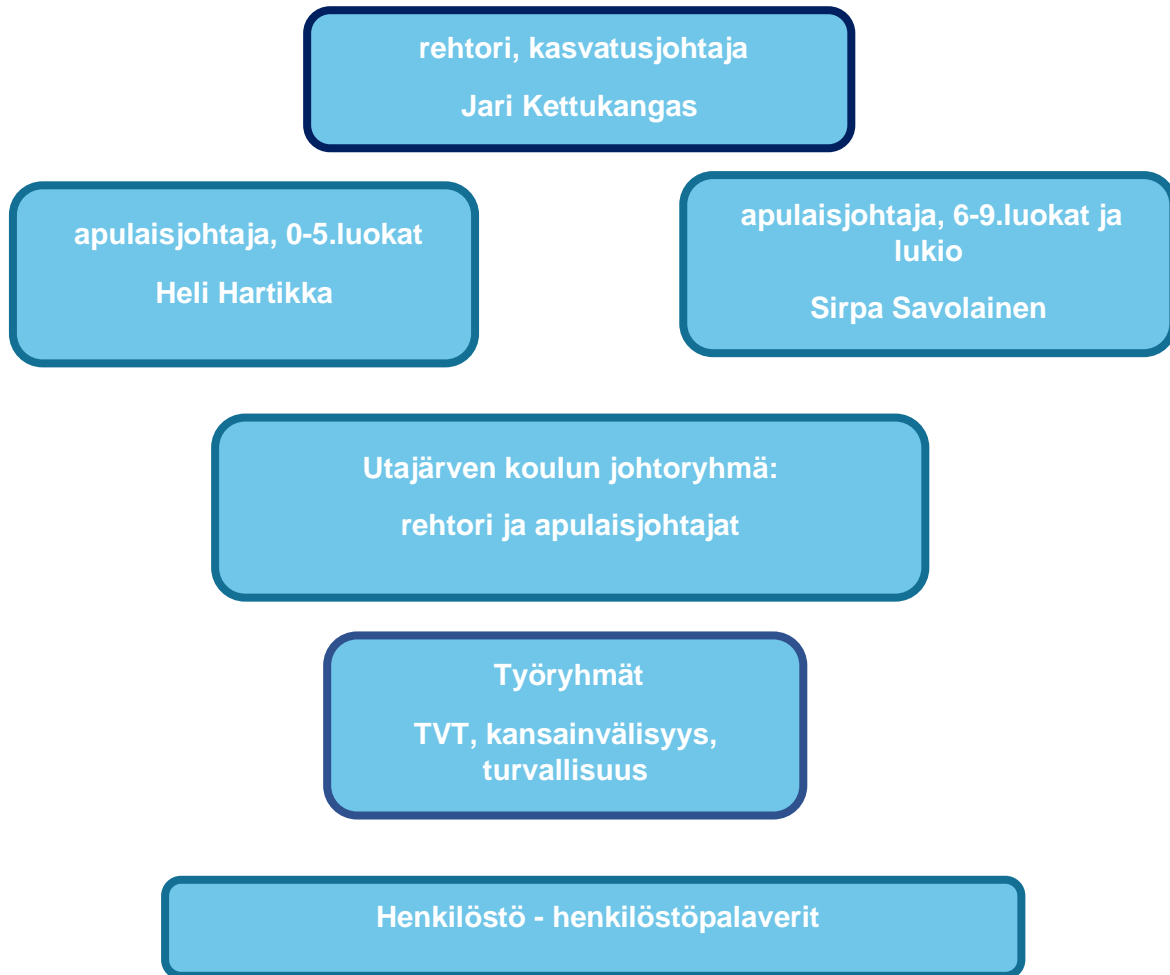 rehtori, kasvatusjohtaja
Jari Kettukangas
apulaisjohtaja, 0-5.luokat
Heli Hartikka
apulaisjohtaja, 6-9.luokat ja
lukio
Sirpa Savolainen
Utajärven koulun johtoryhmä:
rehtori ja apulaisjohtajat
Työryhmät
TVT, kansainvälisyys,
turvallisuus
Henkilöstö - henkilöstöpalaverit